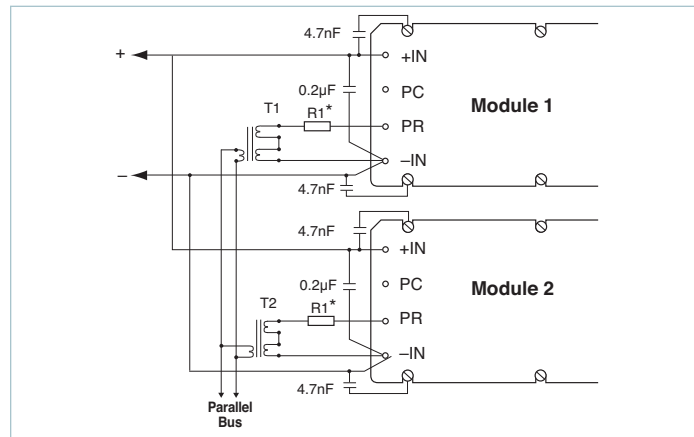 4.7nF
+
+IN
0.2µF
PC
Module 1
T1
R1*
PR
–
–IN
4.7nF
4.7nF
+IN
0.2µF
PC
Module 2
T2
R1*
PR
–IN
4.7nF
Parallel
Bus